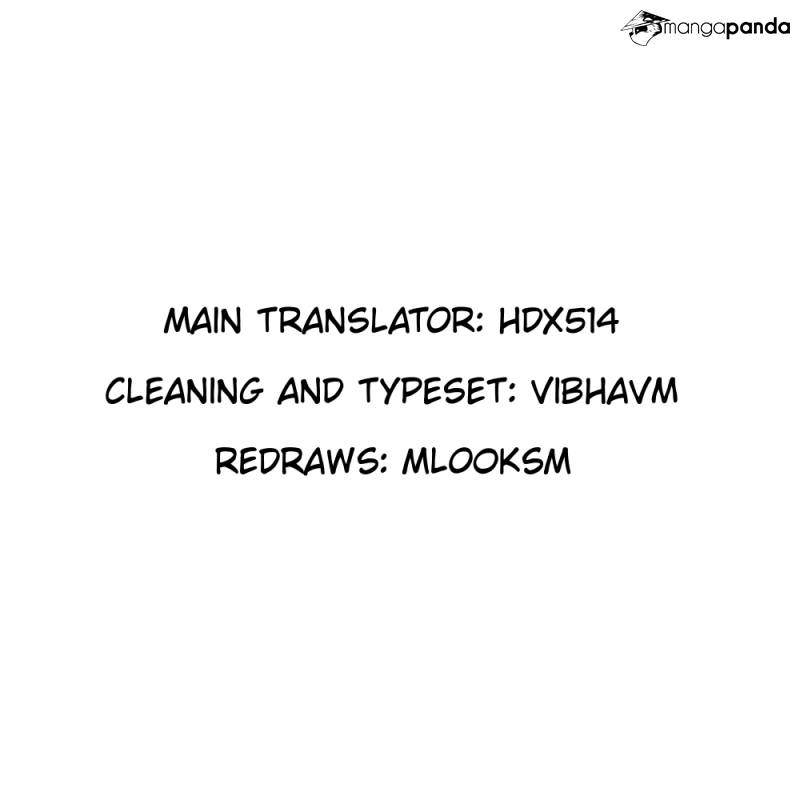 mangapanda
MAIN TRANSLATOR: HDX514
CLEANING AND TYPESET: VIBHAVM
REDRAWS: MLOOKSM